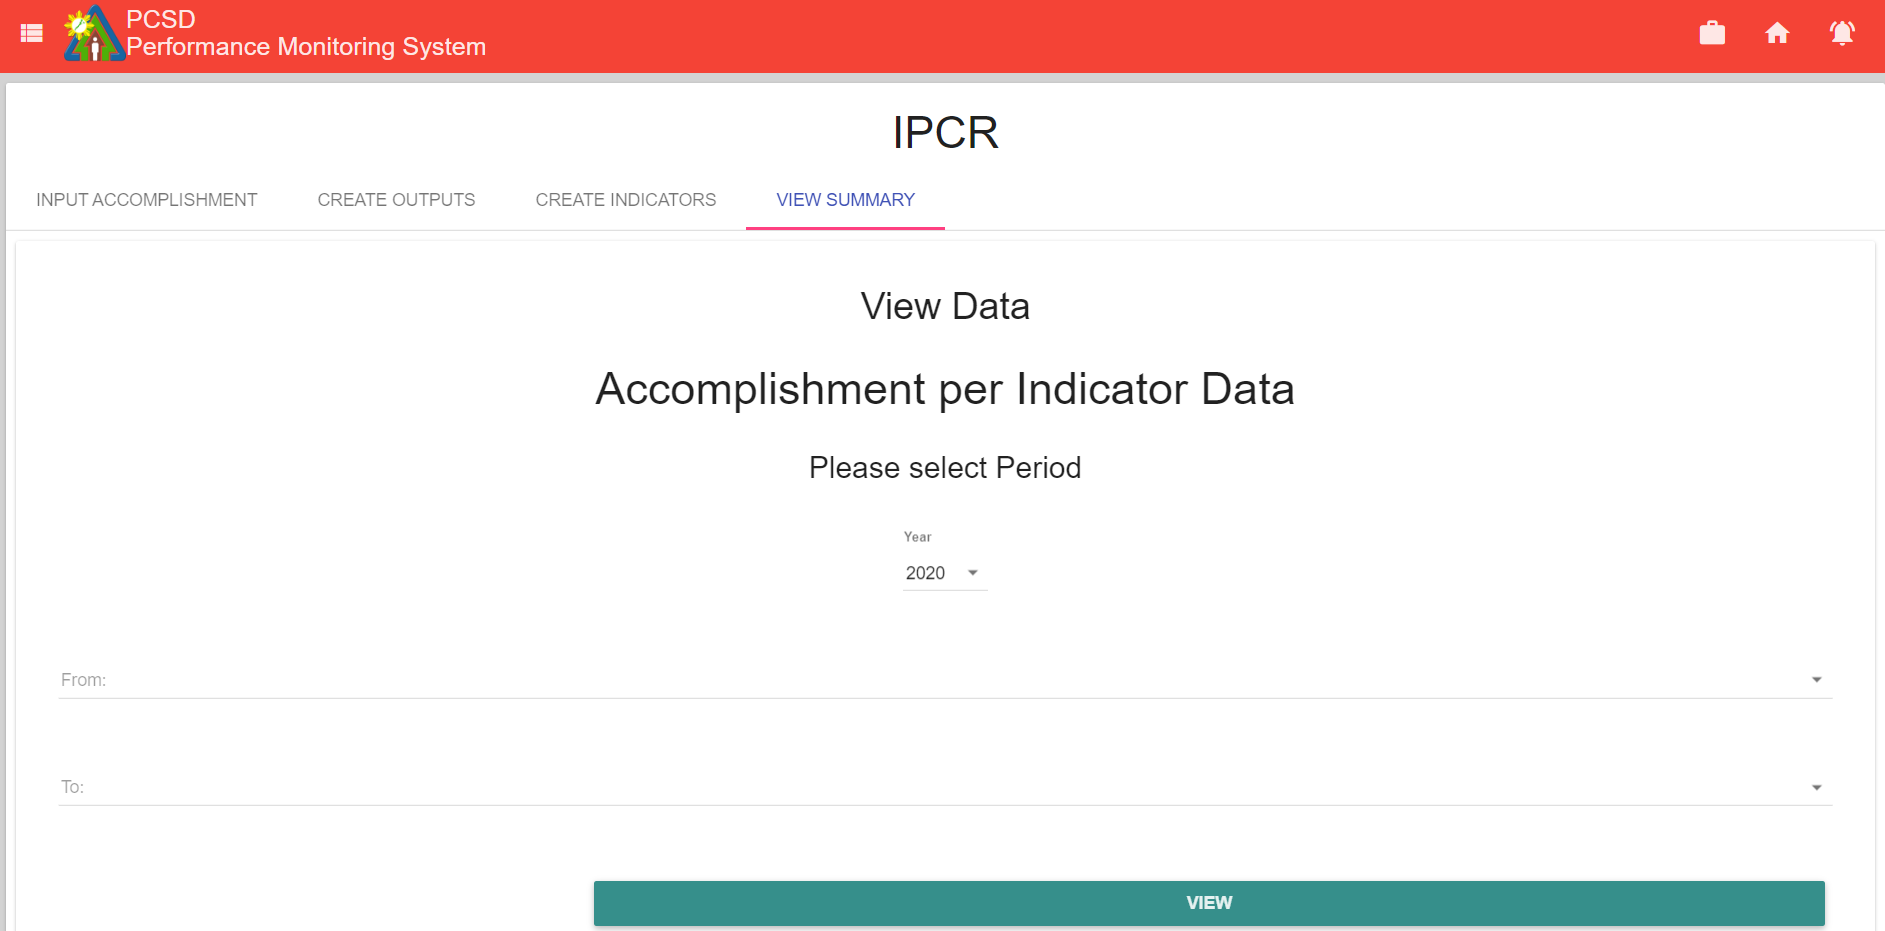 PCSD
Performance Monitoring System
IPCR
INPUT ACCOMPLISHMENT
CREATE OUTPUTS
CREATE INDICATORS
VIEW SUMMARY
View Data
Accomplishment per Indicator Data
Please select Period
Year
2020
From:
To:
VIEW